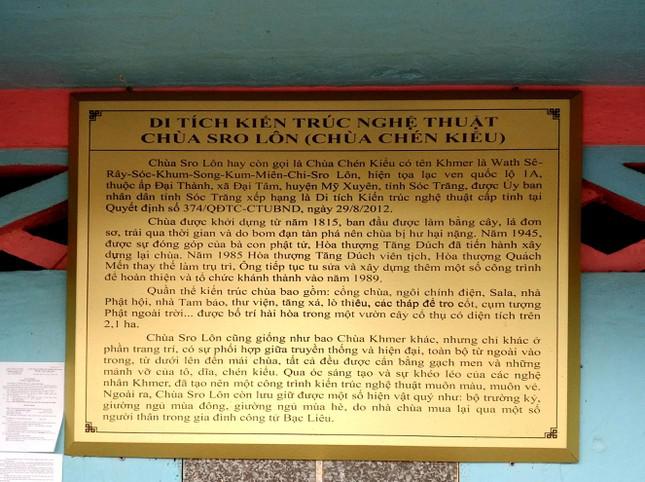 DI TÍCH KIẾN TRÚC NGHỆ THUẬT
CHÙA SRO LÔN (CHÙA CHÉN KIỂU)
Chùa Sro Lôn hay còn gọi là Chùa Chén Kiểu có tên Khmer là Wath Sê-
Rây-Sóc-Khum-Song-Kum-Miên-Chi-Sro Lôn, hiện tọa lạc ven quốc lộ 1A,
thuộc ấp Đại Thành, xã Đại Tâm, huyện Mỹ Xuyên, tỉnh Sóc Trăng, được Ủy ban
nhân dân tỉnh Sóc Trăng xếp hạng là Di tích Kiến trúc nghệ thuật cấp tỉnh tại
Quyết định số 374/QĐTC-CTUBND, ngày 29/8/2012.
Chùa được khởi dựng từ năm 1815, ban đầu được làm bằng cây, lá đơn
sơ, trải qua thời gian và do bom đạn tàn phá nên chùa bị hư hại nặng. Năm 1945,
được sự đóng góp của bà con phật tử, Hòa thượng Tăng Dúch đã tiến hành xây
dựng lại chùa. Năm 1985 Hòa thượng Tăng Dúch viên tịch, Hòa thượng Quách
Mến thay thế làm trụ trì, Ông tiếp tục tu sửa và xây dựng thêm một số công trình
để hoàn thiện và tổ chức khánh thành vào năm 1989.
Quần thể kiến trúc chùa bao gồm: cổng chùa, ngôi chính điện, Sala, nhà
Phật hội, nhà Tam bảo, thư viện, tăng xá, lò thiêu, các tháp để tro cốt, cụm tượng
Phật ngoài trời... được bố trí hài hòa trong một vườn cây cổ thụ có diện tích trên
2,1 ha.
Chùa Sro Lôn cũng giống như bao Chùa Khmer khác, nhưng chỉ khác ở
phần trang trí, có sự phối hợp giữa truyền thống và hiện đại, toàn bộ từ ngoài vào
trong, từ dưới lên đến mái chùa, tất cả đều được cẩn bằng gạch men và những
mảnh vỡ của tô, dĩa, chén kiểu. Qua óc sáng tạo và sự khéo léo của các nghệ
nhân Khmer, đã tạo nên một công trình kiến trúc nghệ thuật muôn màu, muôn vẻ.
Ngoài ra, Chùa Sro Lôn còn lưu giữ được một số hiện vật quý như: bộ trường kỷ,
giường ngủ mùa đông, giường ngủ mùa hè, do nhà chùa mua lại qua một số
người thân trong gia đình công tử Bạc Liêu.